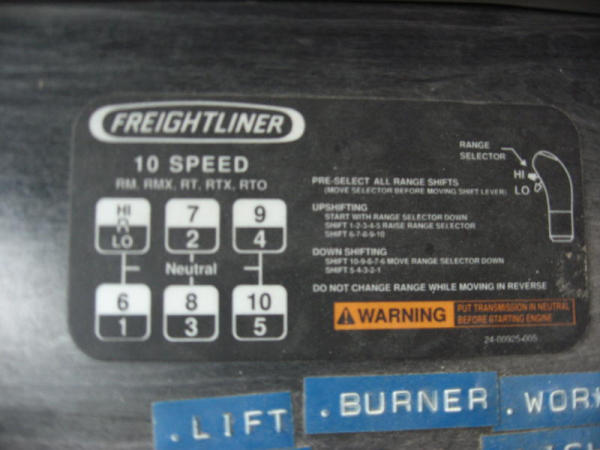 FREIGHTLINER
10 SPEED
RM, RMX, RT, RTX, RTO
HI
R
LO
7
2
9
4
Neutral
6
1
8
3
10
5
RANGE
SELECTOR
HI
LO
PRE-SELECT ALL RANGE SHIFTS
(MOVE SELECTOR BEFORE MOVING SHIFT LEVER)
UPSHIFTING
START WITH RANGE SELECTOR DOWN
SHIFT 1-2-3-4-5 RAISE RANGE SELECTOR
SHIFT 6-7-8-9-10
DOWN SHIFTING
SHIFT 10-9-8-7-6 MOVE RANGE SELECTOR DOWN
SHIFT 5-4-3-2-1
DO NOT CHANGE RANGE WHILE MOVING IN REVERSE
WARNING
PUT TRANSMISSION IN NEUTRAL
BEFORE STARTING ENGINE
24-00925-005
. LIFT
. BURNER
. WOR